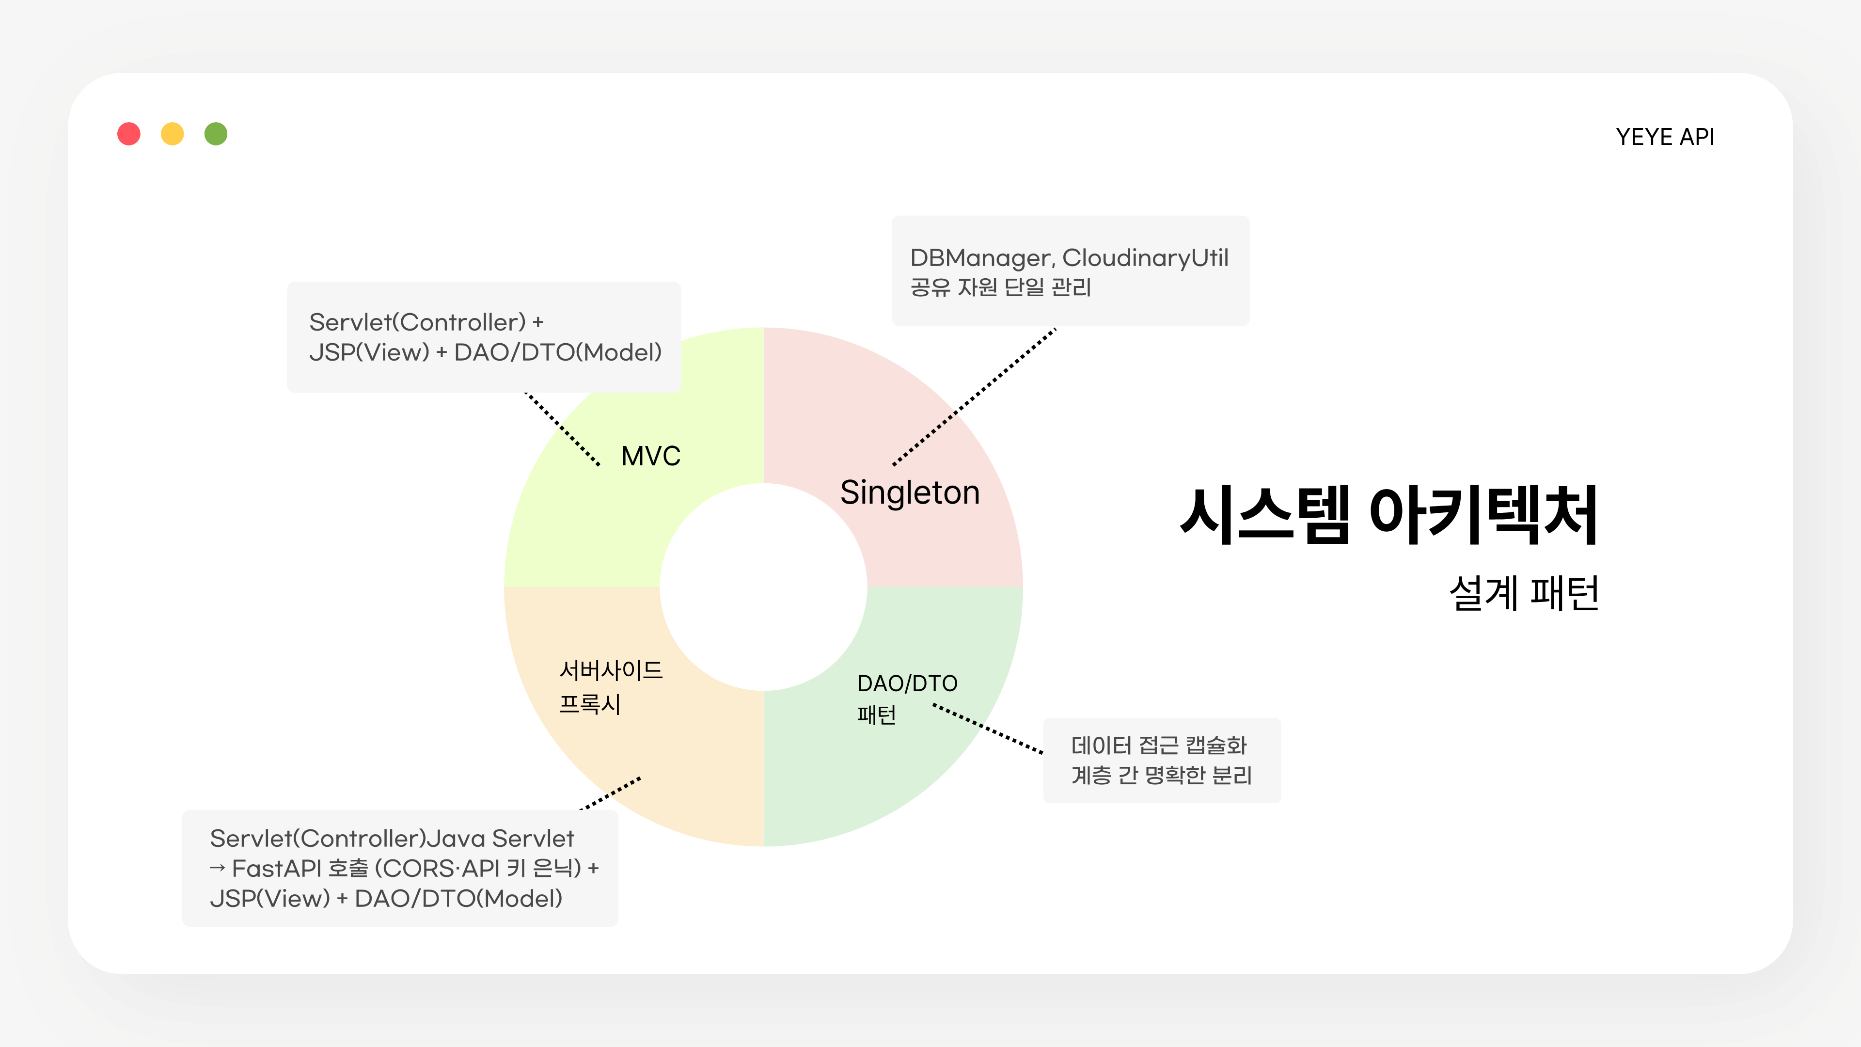 YEYE API
DBManager, CloudinaryUtil
공유 자원 단일 관리
Servlet(Controller) +
JSP(View) + DAO/DTO(Model)
MVC
Singleton
시스템 아키텍처
설계 패턴
서버사이드
프록시
DAO/DTO
패턴
데이터 접근 캡슐화
계층 간 명확한 분리
Servlet(Controller)Java Servlet
→ FastAPI 호출 (CORS·API 키 은닉) +
JSP(View) + DAO/DTO(Model)